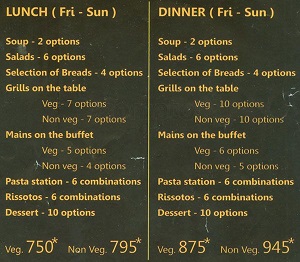 LUNCH ( Fri - Sun )
Soup - 2 options
Salads - 6 options
Selection of Breads - 4 options
Grills on the table
Veg - 7 options
Non veg - 7 options
Mains on the buffet
Veg - 5 options
Non veg - 4 options
Pasta station - 6 combinations
Rissotos - 6 combinations
Dessert - 10 options
Veg. 750* Non Veg. 795*
DINNER ( Fri - Sun )
Soup - 2 options
Salads - 6 options
Selection of Breads - 4 options
Grills on the table
Veg - 10 options
Non veg - 10 options
Mains on the buffet
Veg - 6 options
Non veg - 5 options
Pasta station - 6 combinations
Rissotos - 6 combinations
Dessert - 10 options
Veg. 875* Non Veg. 945*